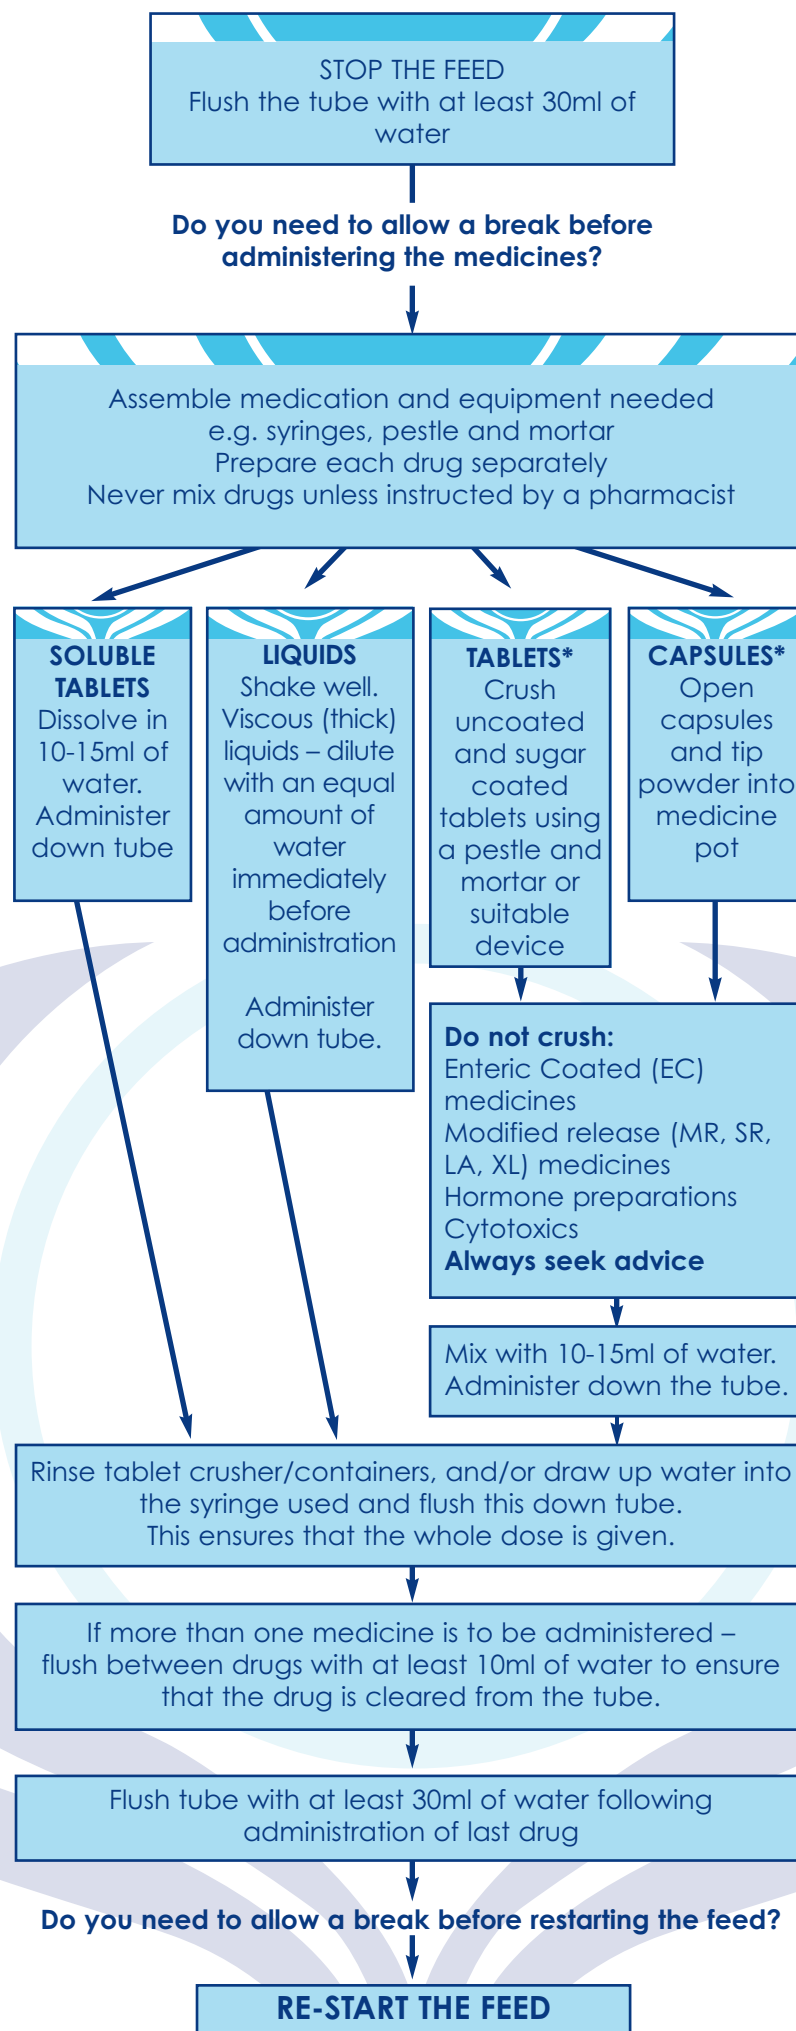 STOP THE FEED
Flush the tube with at least 30ml of
water
Do you need to allow a break before
administering the medicines?
Assemble medication and equipment needed
e.g. syringes, pestle and mortar
Prepare each drug separately
Never mix drugs unless instructed by a pharmacist
SOLUBLE
TABLETS
Dissolve in
10-15ml of
water.
Administer
down tube
LIQUIDS
Shake well.
Viscous (thick)
liquids – dilute
with an equal
amount of
water
immediately
before
administration
Administer
down tube.
TABLETS*
Crush
uncoated
and sugar
coated
tablets using
a pestle and
mortar or
suitable
device
CAPSULES*
Open
capsules
and tip
powder into
medicine
pot
Do not crush:
Enteric Coated (EC)
medicines
Modified release (MR, SR,
LA, XL) medicines
Hormone preparations
Cytotoxics
Always seek advice
Mix with 10-15ml of water.
Administer down the tube.
Rinse tablet crusher/containers, and/or draw up water into
the syringe used and flush this down tube.
This ensures that the whole dose is given.
If more than one medicine is to be administered –
flush between drugs with at least 10ml of water to ensure
that the drug is cleared from the tube.
Flush tube with at least 30ml of water following
administration of last drug
Do you need to allow a break before restarting the feed?
RE-START THE FEED